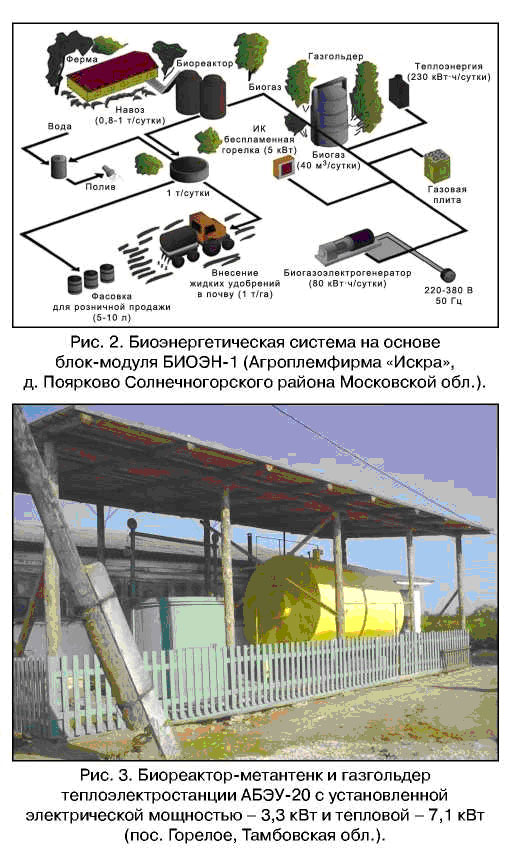 Ферма
Биореактор
Газгольдер
Теплоэнергия
(230 кВт·ч/сутки)
Биогаз
Навоз
(0,8-1 т/сутки)
Вода
ИК
беспламенная
горелка (5 кВт)
Биогаз
(40 м³/сутки)
Полив
1 т/сутки
Газовая
плита
Внесение
жидких удобрений
в почву (1 т/га)
Биогазоэлектрогенератор
(80 кВт·ч/сутки)
220-380 В
50 Гц
Фасовка
для розничной продажи
(5-10 л)
Рис. 2. Биоэнергетическая система на основе
блок-модуля БИОЭН-1 (Агроплемфирма «Искра»,
д. Поярково Солнечногорского района Московской обл.).
Рис. 3. Биореактор-метантенк и газгольдер
теплоэлектростанции АБЭУ-20 с установленной
электрической мощностью – 3,3 кВт и тепловой – 7,1 кВт
(пос. Горелое, Тамбовская обл.).